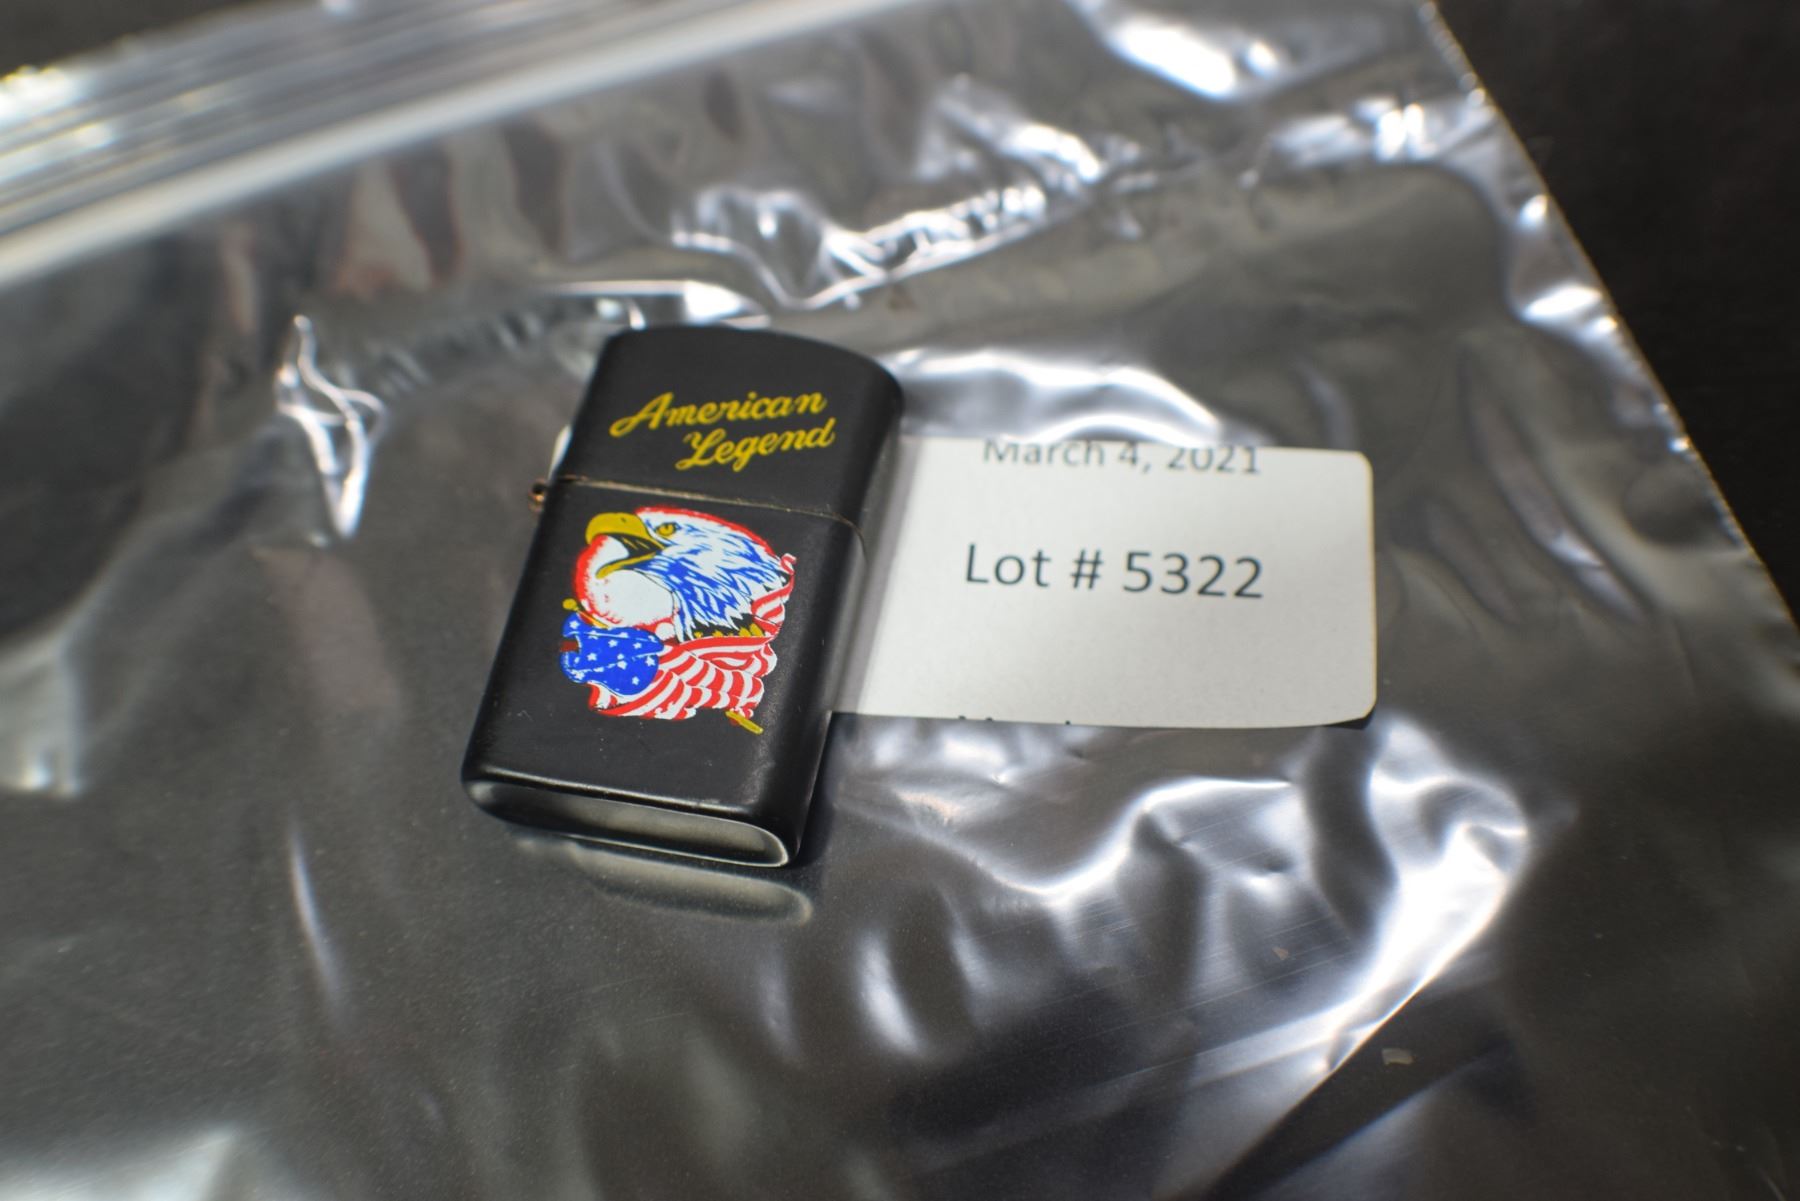 American
Legend
March 4, 2021
Lot # 5322